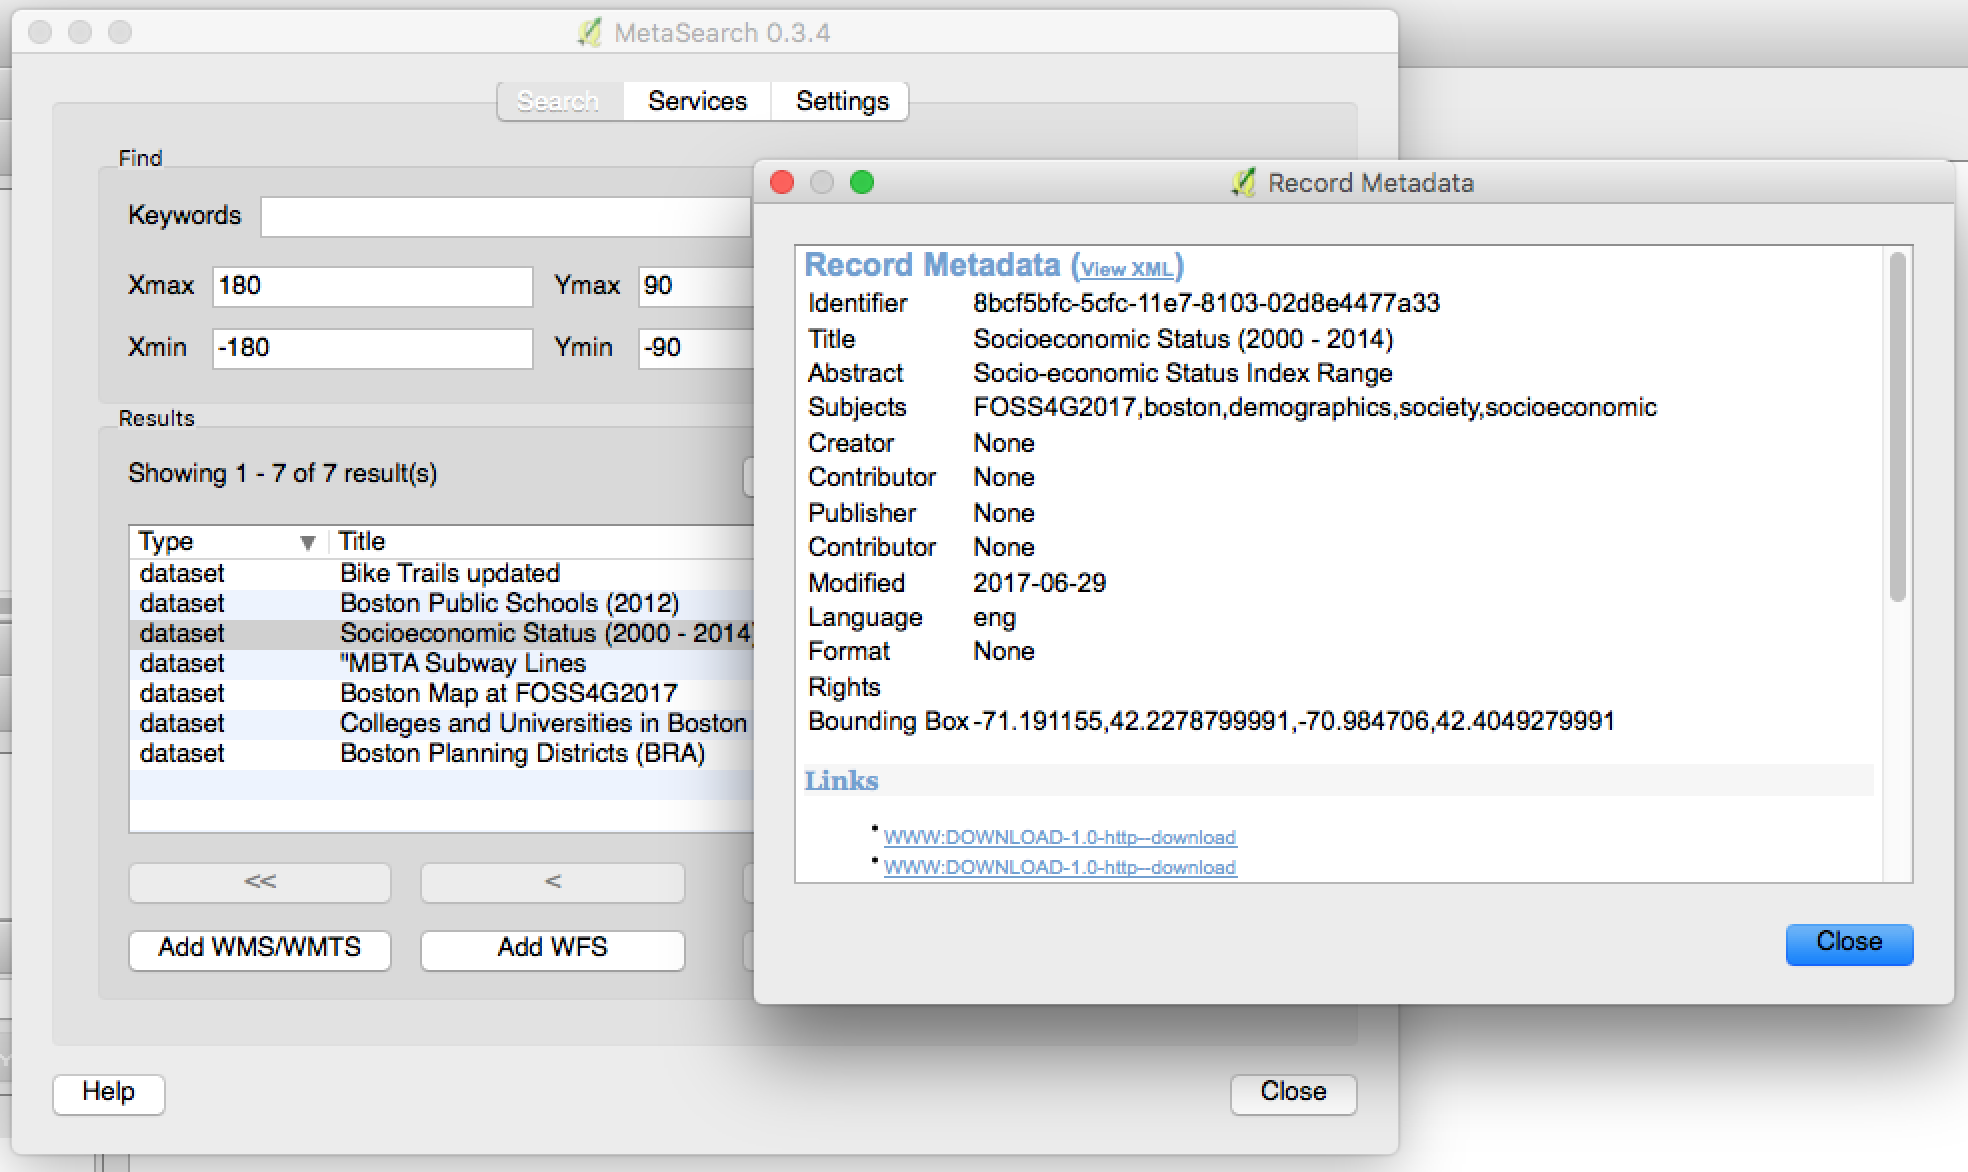 MetaSearch 0.3.4
Search Services Settings
Find
Keywords
Xmax 180 Ymax 90
Xmin -180 Ymin -90
Results
Showing 1 - 7 of 7 result(s)
Type ▼ Title
dataset Bike Trails updated
dataset Boston Public Schools (2012)
dataset Socioeconomic Status (2000 - 2014)
dataset "MBTA Subway Lines
dataset Boston Map at FOSS4G2017
dataset Colleges and Universities in Boston
dataset Boston Planning Districts (BRA)
<< <
Add WMS/WMTS Add WFS
Help Close
Record Metadata
Record Metadata (View XML)
Identifier 8bcf5bfc-5cfc-11e7-8103-02d8e4477a33
Title Socioeconomic Status (2000 - 2014)
Abstract Socio-economic Status Index Range
Subjects FOSS4G2017,boston,demographics,society,socioeconomic
Creator None
Contributor None
Publisher None
Contributor None
Modified 2017-06-29
Language eng
Format None
Rights
Bounding Box -71.191155,42.2278799991,-70.984706,42.4049279991
Links
• WWW:DOWNLOAD-1.0-http--download
• WWW:DOWNLOAD-1.0-http--download
Close